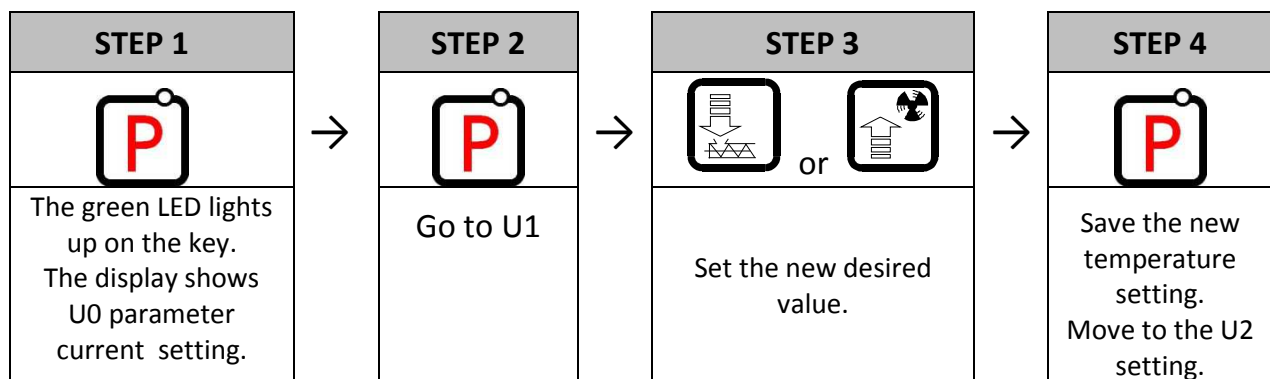 STEP 1
P
The green LED lights
up on the key.
The display shows
U0 parameter
current setting.
→
STEP 2
P
Go to U1
→
STEP 3
or
Set the new desired
value.
→
STEP 4
P
Save the new
temperature
setting.
Move to the U2
setting.